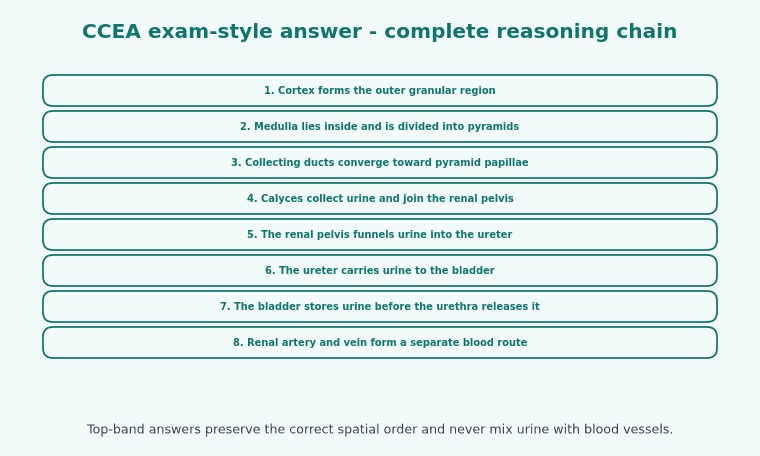 CCEA exam-style answer - complete reasoning chain
1. Cortex forms the outer granular region
2. Medulla lies inside and is divided into pyramids
3. Collecting ducts converge toward pyramid papillae
4. Calyces collect urine and join the renal pelvis
5. The renal pelvis funnels urine into the ureter
6. The ureter carries urine to the bladder
7. The bladder stores urine before the urethra releases it
8. Renal artery and vein form a separate blood route
Top-band answers preserve the correct spatial order and never mix urine with blood vessels.